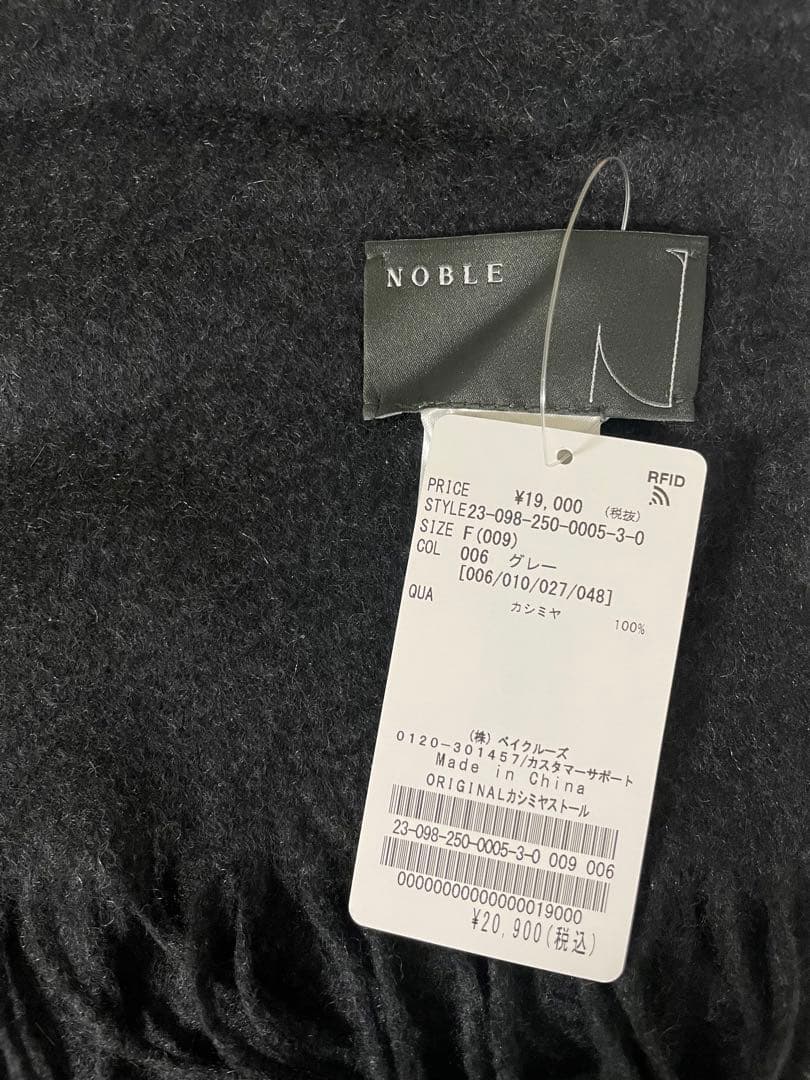 NOBLE
RFID
PRICE ¥19,000 (税抜)
STYLE23-098-250-0005-3-0
SIZE F(009)
COL 006 グレー
[006/010/027/048]
QUA カシミヤ 100%
(株)ベイクルーズ
0120-301457/カスタマーサポート
Made in China
ORIGINALカシミヤストール
23-098-250-0005-3-0 009 006
00000000000000019000
¥20,900(税込)